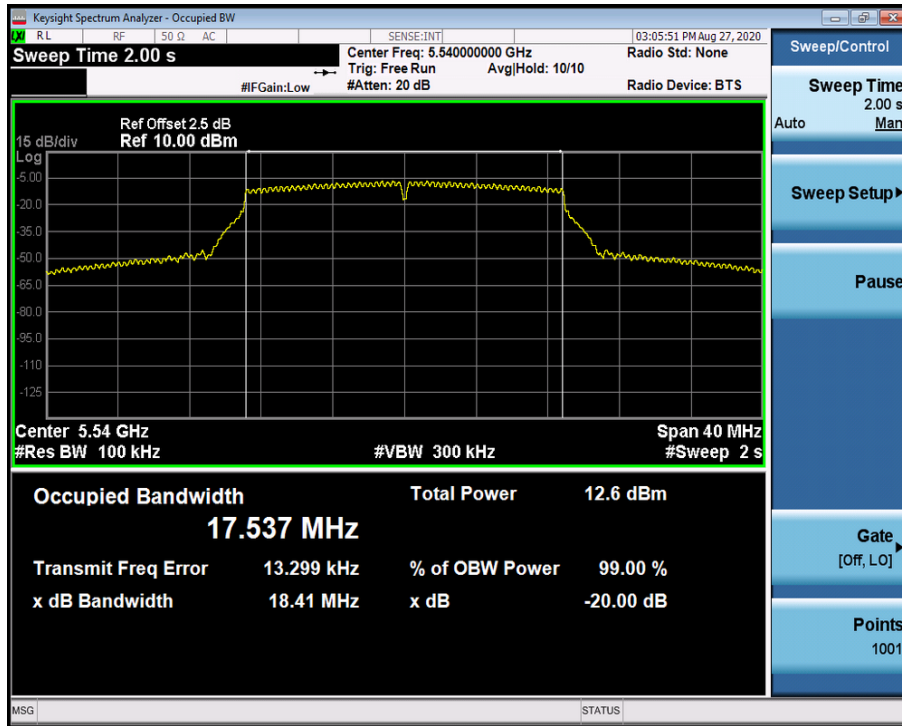 Keysight Spectrum Analyzer - Occupied BW
LXI RL RF 50 Ω AC SENSE:INT 03:05:51 PM Aug 27, 2020
Sweep Time 2.00 s
Center Freq: 5.540000000 GHz
Radio Std: None
Trig: Free Run Avg|Hold: 10/10
#IFGain:Low #Atten: 20 dB Radio Device: BTS
Ref Offset 2.5 dB
15 dB/div Ref 10.00 dBm
Log
-5.00
-20.0
-35.0
-50.0
-65.0
-80.0
-95.0
-110
-125
Center 5.54 GHz Span 40 MHz
#Res BW 100 kHz #VBW 300 kHz #Sweep 2 s
Occupied Bandwidth Total Power 12.6 dBm
17.537 MHz
Transmit Freq Error 13.299 kHz % of OBW Power 99.00 %
x dB Bandwidth 18.41 MHz x dB -20.00 dB
MSG STATUS
Sweep/Control
Sweep Time
2.00 s
Auto Man
Sweep Setup
Pause
Gate
[Off, LO]
Points
1001